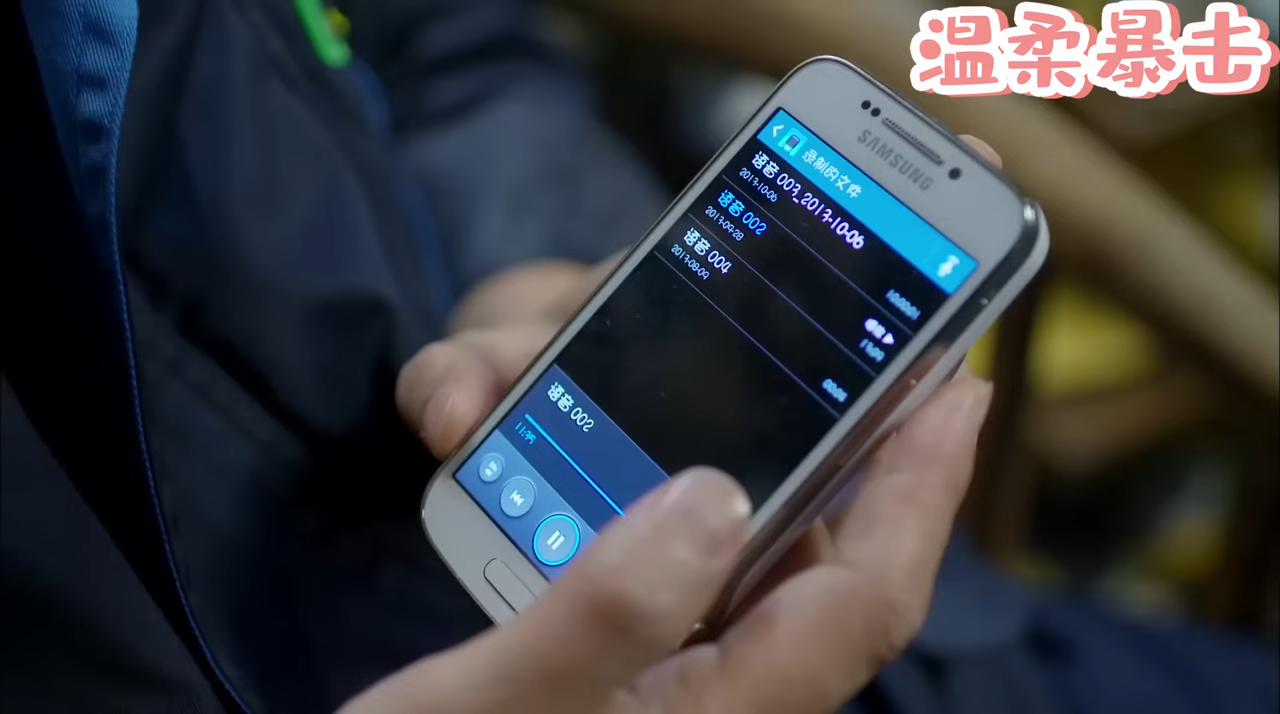 温柔暴击
SAMSUNG
录制的文件
语音 003_2013-10-06
2013-10-06
语音 002
2013-09-28
语音 004
2013-08-09
语音 002